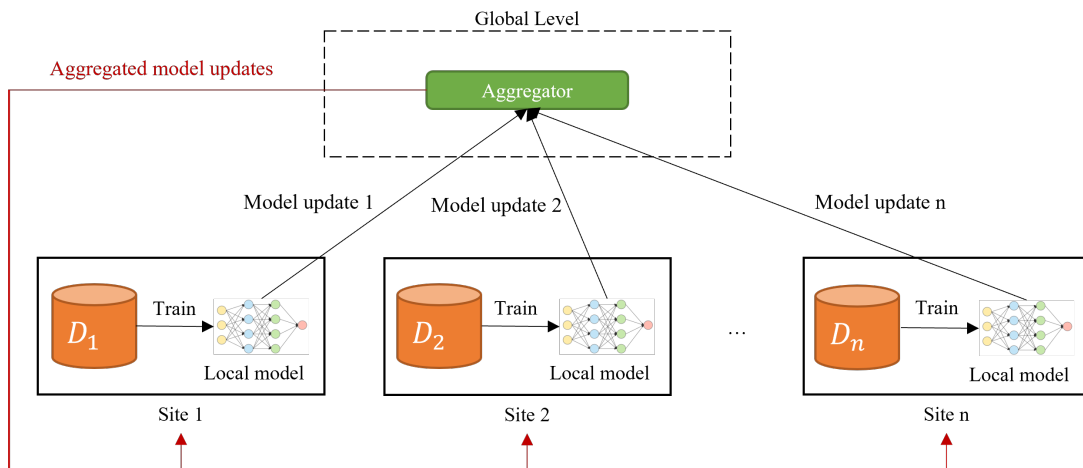 Global Level
Aggregated model updates
Aggregator
Model update 1
Model update 2
Model update n
Train
D₁
Local model
Site 1
Train
D₂
Local model
Site 2
...
Train
Dₙ
Local model
Site n